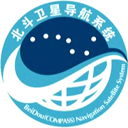 北斗卫星导航系统
BeiDou(COMPASS) Navigation Satellite System